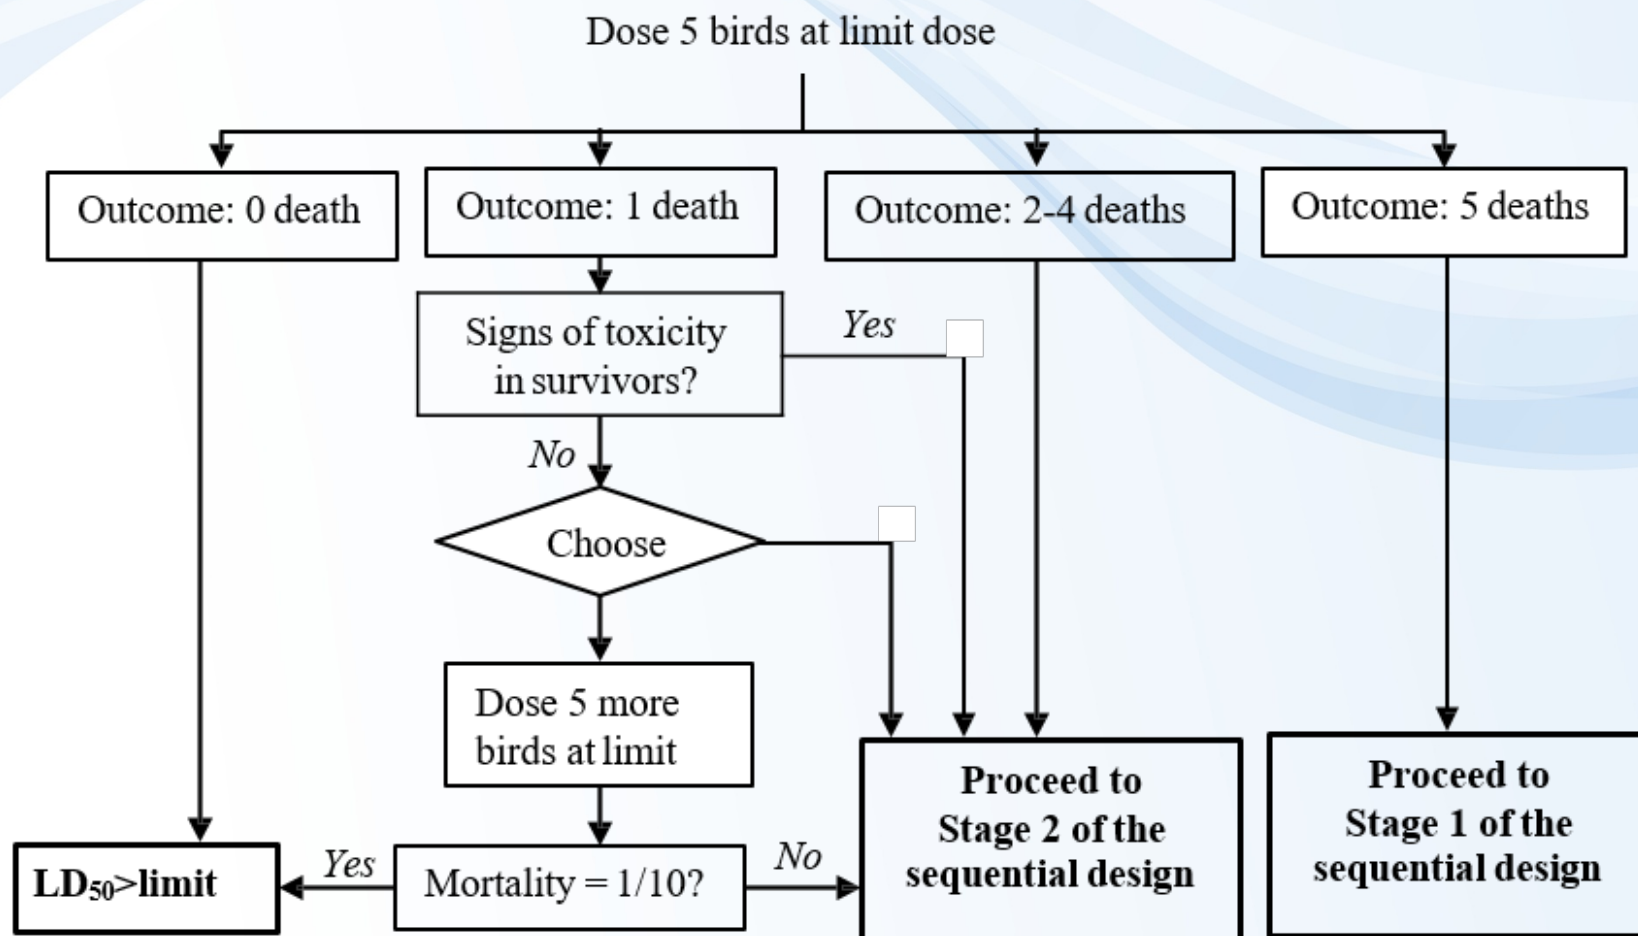 Dose 5 birds at limit dose
Outcome: 0 death
Outcome: 1 death
Outcome: 2-4 deaths
Outcome: 5 deaths
Signs of toxicity
in survivors?
Yes
No
Choose
Dose 5 more
birds at limit
Mortality = 1/10?
Yes
No
LD₅₀>limit
Proceed to
Stage 2 of the
sequential design
Proceed to
Stage 1 of the
sequential design